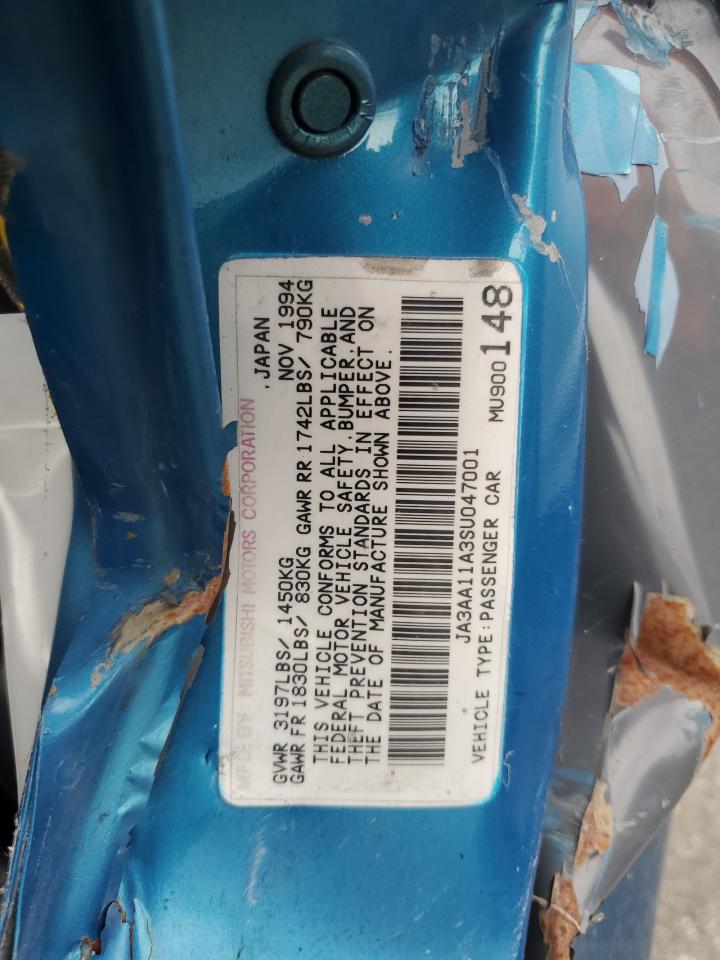 MFD. BY MITSUBISHI MOTORS CORPORATION , JAPAN
GVWR 3197LBS/ 1450KG NOV 1994
GAWR FR 1830LBS/ 830KG GAWR RR 1742LBS/ 790KG
THIS VEHICLE CONFORMS TO ALL APPLICABLE
FEDERAL MOTOR VEHICLE SAFETY, BUMPER, AND
THEFT PREVENTION STANDARDS IN EFFECT ON
THE DATE OF MANUFACTURE SHOWN ABOVE.
JA3AA11A3SU047001
VEHICLE TYPE: PASSENGER CAR MU900148